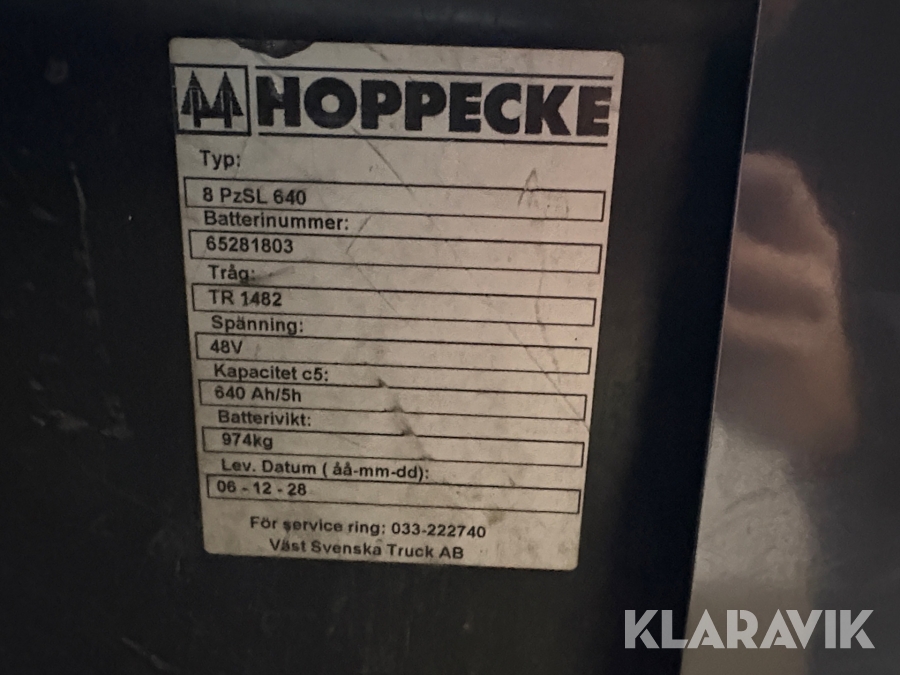 HOPPECKE
Typ:
8 PzSL 640
Batterinummer:
65281803
Tråg:
TR 1482
Spänning:
48V
Kapacitet c5:
640 Ah/5h
Batterivikt:
974kg
Lev. Datum ( åå-mm-dd):
06 - 12 - 28
För service ring: 033-222740
Väst Svenska Truck AB
KLARAVIK